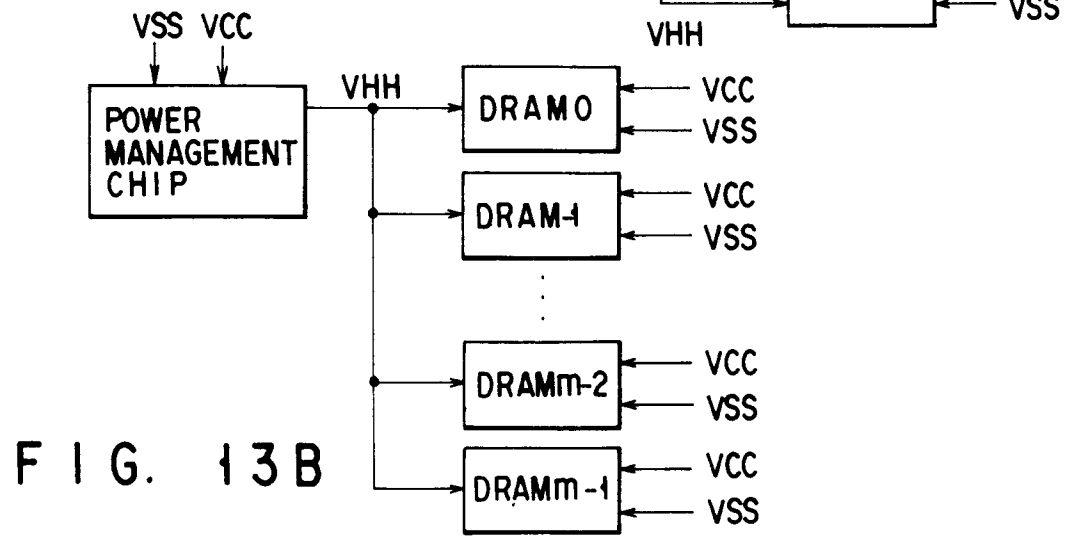 VSS
VHH
VSS VCC
VHH
POWER
MANAGEMENT
CHIP
DRAM0
VCC
VSS
DRAM-1
VCC
VSS
DRAMm-2
VCC
VSS
DRAMm-1
VCC
VSS
FIG. 13B